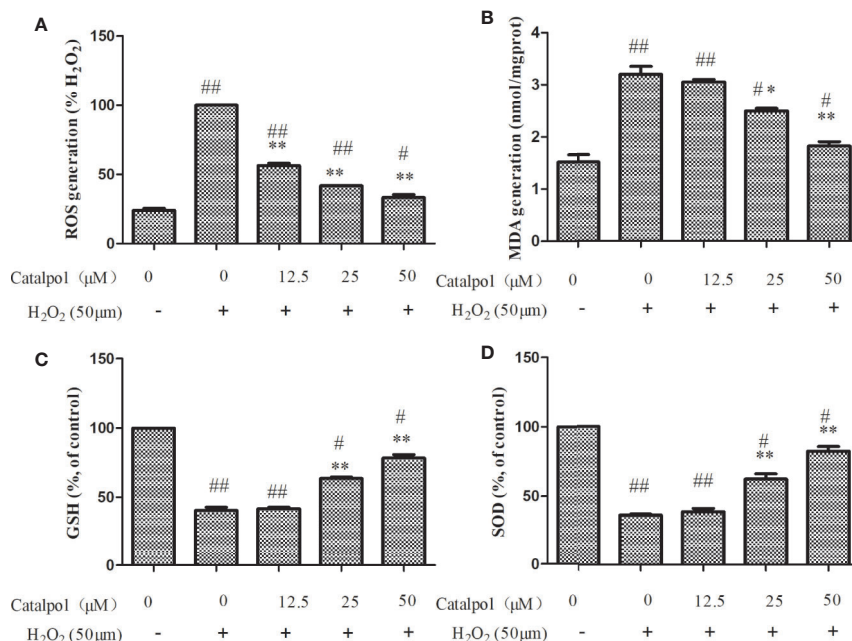 A
ROS generation (% H₂O₂)
150
100
50
0
##
##
**
##
**
#
**
Catalpol (μM) 0 0 12.5 25 50
H₂O₂ (50μm) - + + + +
B
MDA generation (nmol/mgprot)
4
3
2
1
0
##
##
# *
#
**
Catalpol (μM) 0 0 12.5 25 50
H₂O₂ (50μm) - + + + +
C
GSH (%, of control)
150
100
50
0
##
##
#
**
#
**
Catalpol (μM) 0 0 12.5 25 50
H₂O₂ (50μm) - + + + +
D
SOD (%, of control)
150
100
50
0
##
##
#
**
#
**
Catalpol (μM) 0 0 12.5 25 50
H₂O₂ (50μm) - + + + +